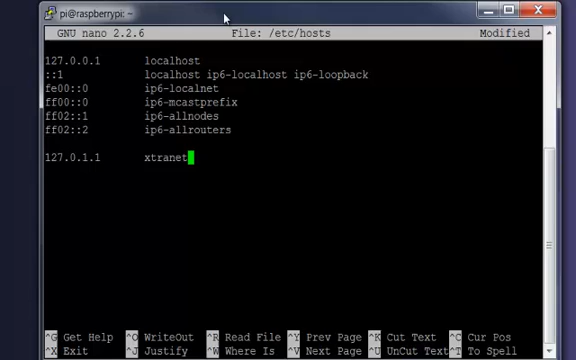 pi@raspberrypi: ~
GNU nano 2.2.6 File: /etc/hosts Modified
127.0.0.1 localhost
::1 localhost ip6-localhost ip6-loopback
fe00::0 ip6-localnet
ff00::0 ip6-mcastprefix
ff02::1 ip6-allnodes
ff02::2 ip6-allrouters
127.0.1.1 xtranet
^G Get Help ^O WriteOut ^R Read File ^Y Prev Page ^K Cut Text ^C Cur Pos
^X Exit ^J Justify ^W Where Is ^V Next Page ^U UnCut Text ^T To Spell